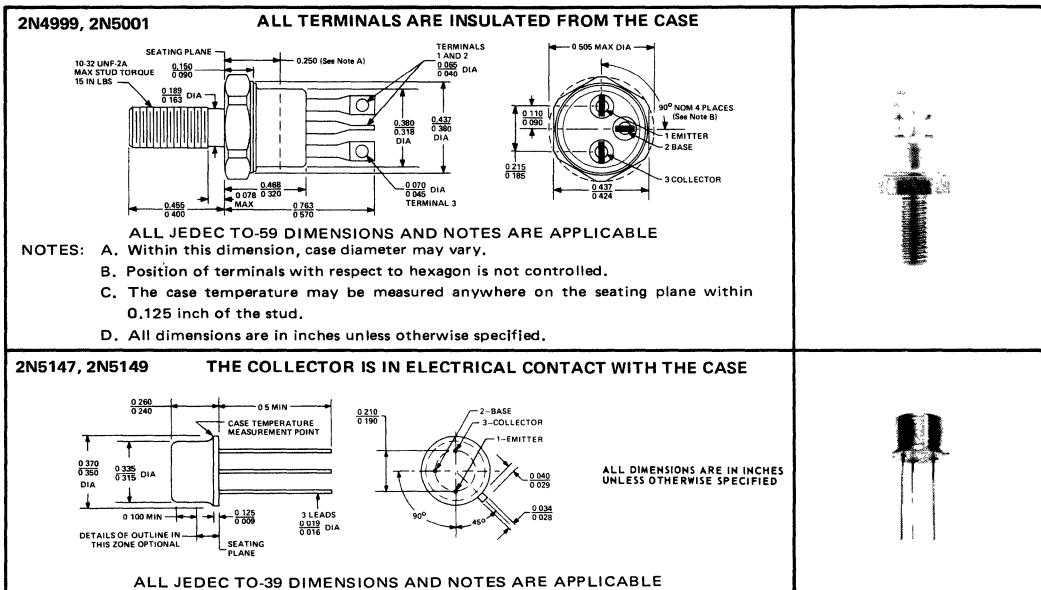 2N4999, 2N5001 ALL TERMINALS ARE INSULATED FROM THE CASE
SEATING PLANE
10-32 UNF-2A
MAX STUD TORQUE
15 IN LBS
0.150
0.090
0.250 (See Note A)
TERMINALS
1 AND 2
0.065
0.040 DIA
0.189
0.163 DIA
0.380
0.318
DIA
0.437
0.380
DIA
0.468
0.320
0.078
MAX
0.070
0.045 DIA
TERMINAL 3
0.455
0.400
0.763
0.570
0 505 MAX DIA
90° NOM 4 PLACES
(See Note B)
0.110
0.090
1 EMITTER
2 BASE
0.215
0.185
3 COLLECTOR
0 437
0 424
ALL JEDEC TO-59 DIMENSIONS AND NOTES ARE APPLICABLE
NOTES: A. Within this dimension, case diameter may vary.
B. Position of terminals with respect to hexagon is not controlled.
C. The case temperature may be measured anywhere on the seating plane within
0.125 inch of the stud.
D. All dimensions are in inches unless otherwise specified.
2N5147, 2N5149 THE COLLECTOR IS IN ELECTRICAL CONTACT WITH THE CASE
0.260
0.240
0 5 MIN
CASE TEMPERATURE
MEASUREMENT POINT
0.370
0.350
DIA
0 335
0.315 DIA
0 100 MIN
0 125
0 009
3 LEADS
0 019
0 016 DIA
DETAILS OF OUTLINE IN
THIS ZONE OPTIONAL
SEATING
PLANE
0.210
0 190
2-BASE
3-COLLECTOR
1-EMITTER
0 040
0 029
0 034
0 028
90°
45°
ALL DIMENSIONS ARE IN INCHES
UNLESS OTHERWISE SPECIFIED
ALL JEDEC TO-39 DIMENSIONS AND NOTES ARE APPLICABLE